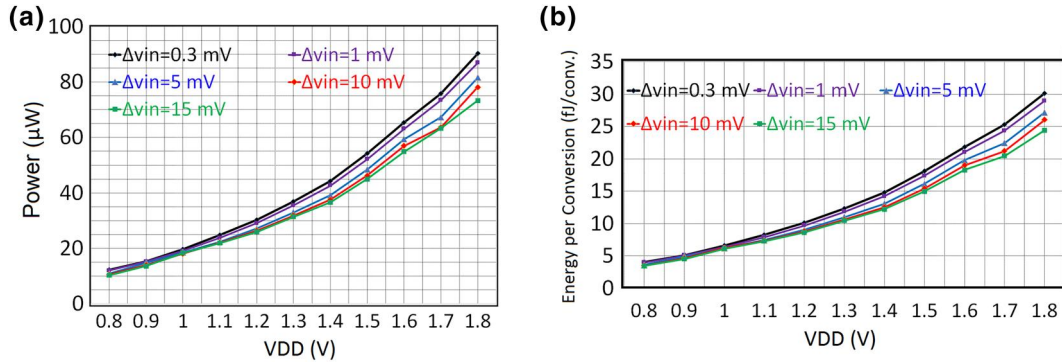 (a)
100
80
60
40
20
0
Power (µW)
Δvin=0.3 mV
Δvin=1 mV
Δvin=5 mV
Δvin=10 mV
Δvin=15 mV
0.8 0.9 1 1.1 1.2 1.3 1.4 1.5 1.6 1.7 1.8
VDD (V)
(b)
35
30
25
20
15
10
5
0
Energy per Conversion (fJ/conv.)
Δvin=0.3 mV
Δvin=1 mV
Δvin=5 mV
Δvin=10 mV
Δvin=15 mV
0.8 0.9 1 1.1 1.2 1.3 1.4 1.5 1.6 1.7 1.8
VDD (V)